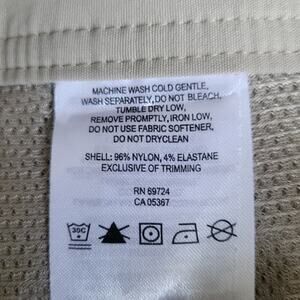 MACHINE WASH COLD GENTLE,
WASH SEPARATELY, DO NOT BLEACH,
TUMBLE DRY LOW,
REMOVE PROMPTLY, IRON LOW,
DO NOT USE FABRIC SOFTENER,
DO NOT DRYCLEAN
SHELL: 96% NYLON, 4% ELASTANE
EXCLUSIVE OF TRIMMING
RN 69724
CA 05367
30C